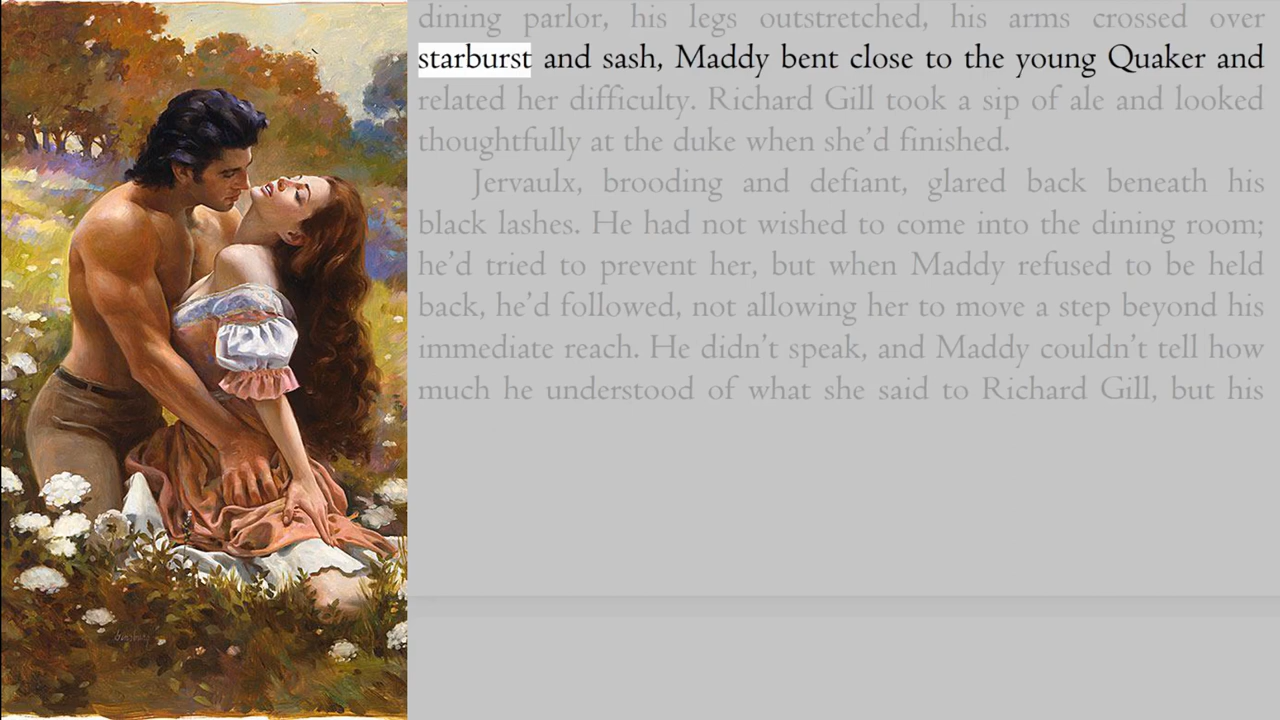 dining parlor, his legs outstretched, his arms crossed over
starburst and sash, Maddy bent close to the young Quaker and
related her difficulty. Richard Gill took a sip of ale and looked
thoughtfully at the duke when she’d finished.
Jervaulx, brooding and defiant, glared back beneath his
black lashes. He had not wished to come into the dining room;
he’d tried to prevent her, but when Maddy refused to be held
back, he’d followed, not allowing her to move a step beyond his
immediate reach. He didn’t speak, and Maddy couldn’t tell how
much he understood of what she said to Richard Gill, but his